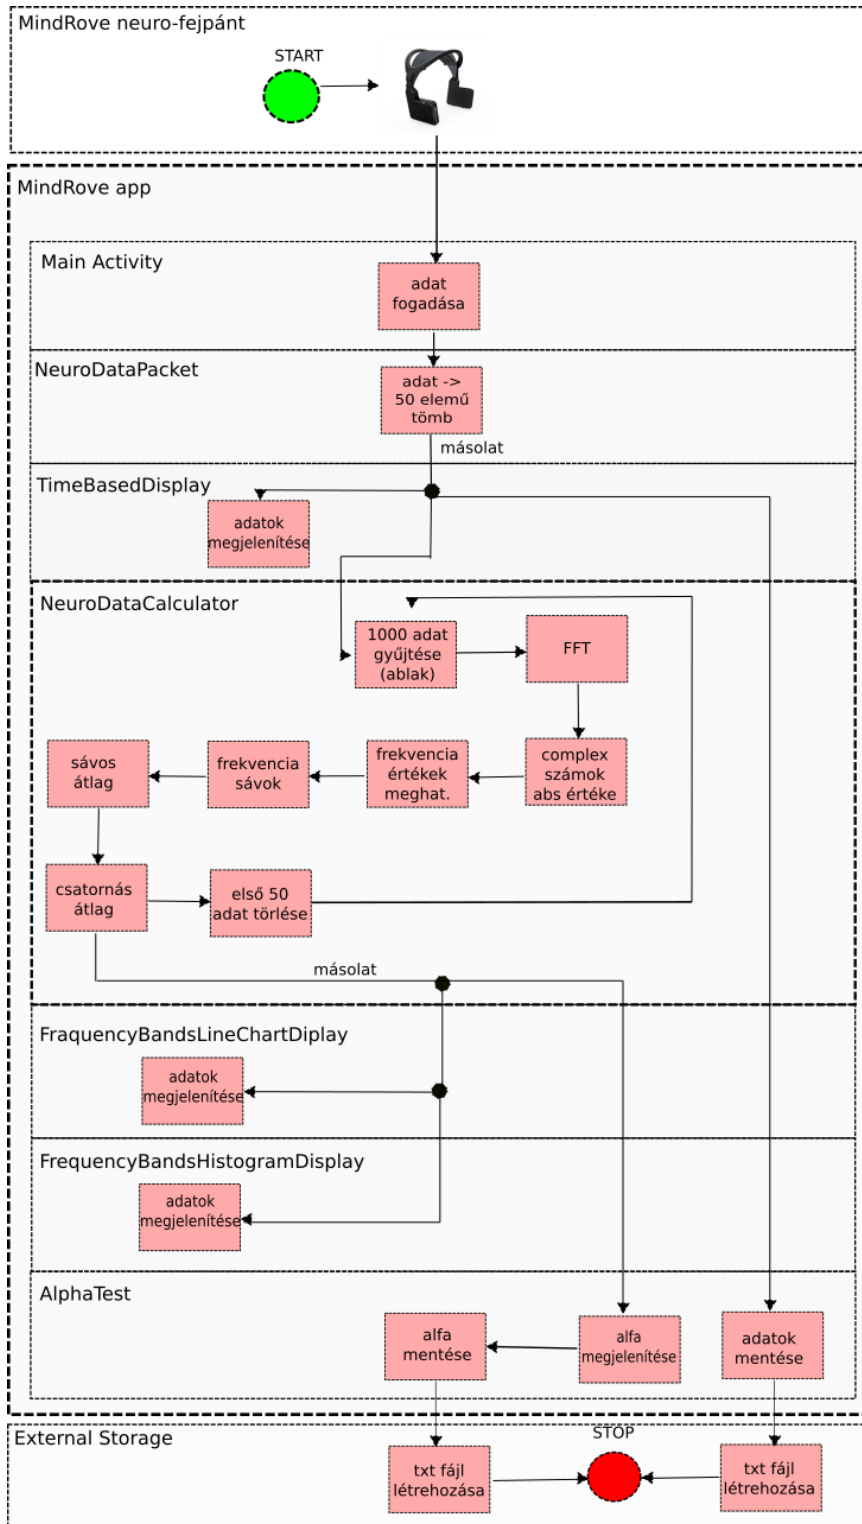 MindRove neuro-fejpánt
START
MindRove app
Main Activity
adat
fogadása
NeuroDataPacket
adat ->
50 elemű
tömb
másolat
TimeBasedDisplay
adatok
megjelenítése
NeuroDataCalculator
1000 adat
gyűjtése
(ablak)
FFT
sávos
átlag
frekvencia
sávok
frekvencia
értékek
meghat.
complex
számok
abs értéke
csatornás
átlag
első 50
adat törlése
másolat
FraquencyBandsLineChartDiplay
adatok
megjelenítése
FrequencyBandsHistogramDisplay
adatok
megjelenítése
AlphaTest
alfa
mentése
alfa
megjelenítése
adatok
mentése
External Storage
STOP
txt fájl
létrehozása
txt fájl
létrehozása